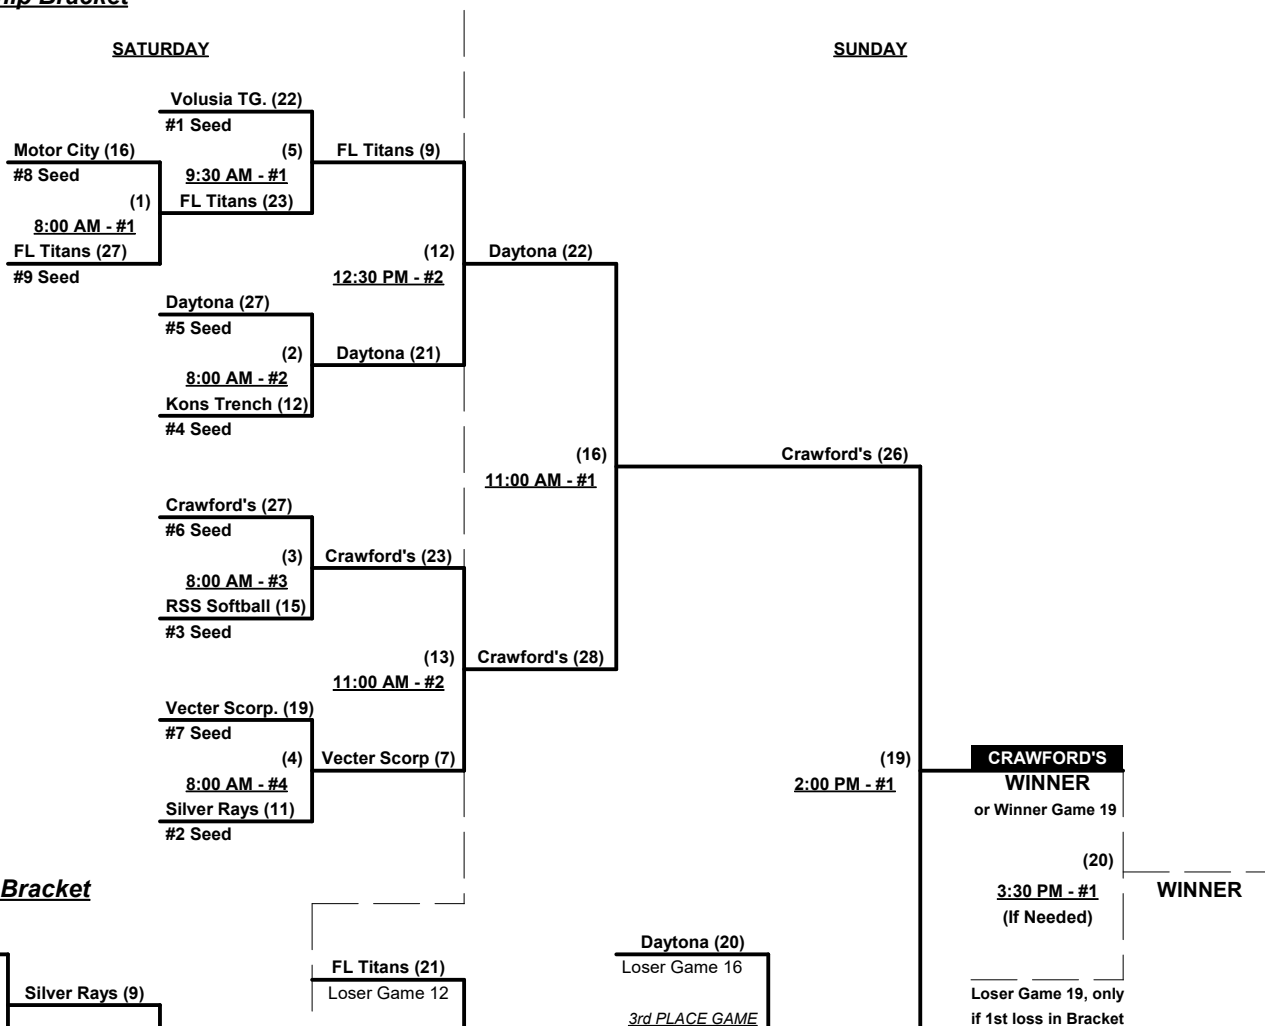 SATURDAY
SUNDAY
Volusia TG. (22)
#1 Seed
Motor City (16)
(5)
FL Titans (9)
#8 Seed
9:30 AM - #1
(1)
FL Titans (23)
8:00 AM - #1
FL Titans (27)
(12)
Daytona (22)
#9 Seed
12:30 PM - #2
Daytona (27)
#5 Seed
(2)
Daytona (21)
8:00 AM - #2
Kons Trench (12)
#4 Seed
(16)
Crawford's (26)
11:00 AM - #1
Crawford's (27)
#6 Seed
(3)
Crawford's (23)
8:00 AM - #3
RSS Softball (15)
#3 Seed
(13)
Crawford's (28)
11:00 AM - #2
Vecter Scorp. (19)
#7 Seed
(4)
Vecter Scorp (7)
(19)
CRAWFORD'S
8:00 AM - #4
2:00 PM - #1
WINNER
Silver Rays (11)
or Winner Game 19
#2 Seed
(20)
Bracket
3:30 PM - #1
WINNER
(If Needed)
Daytona (20)
FL Titans (21)
Loser Game 16
Silver Rays (9)
Loser Game 12
Loser Game 19, only
3rd PLACE GAME
if 1st loss in Bracket